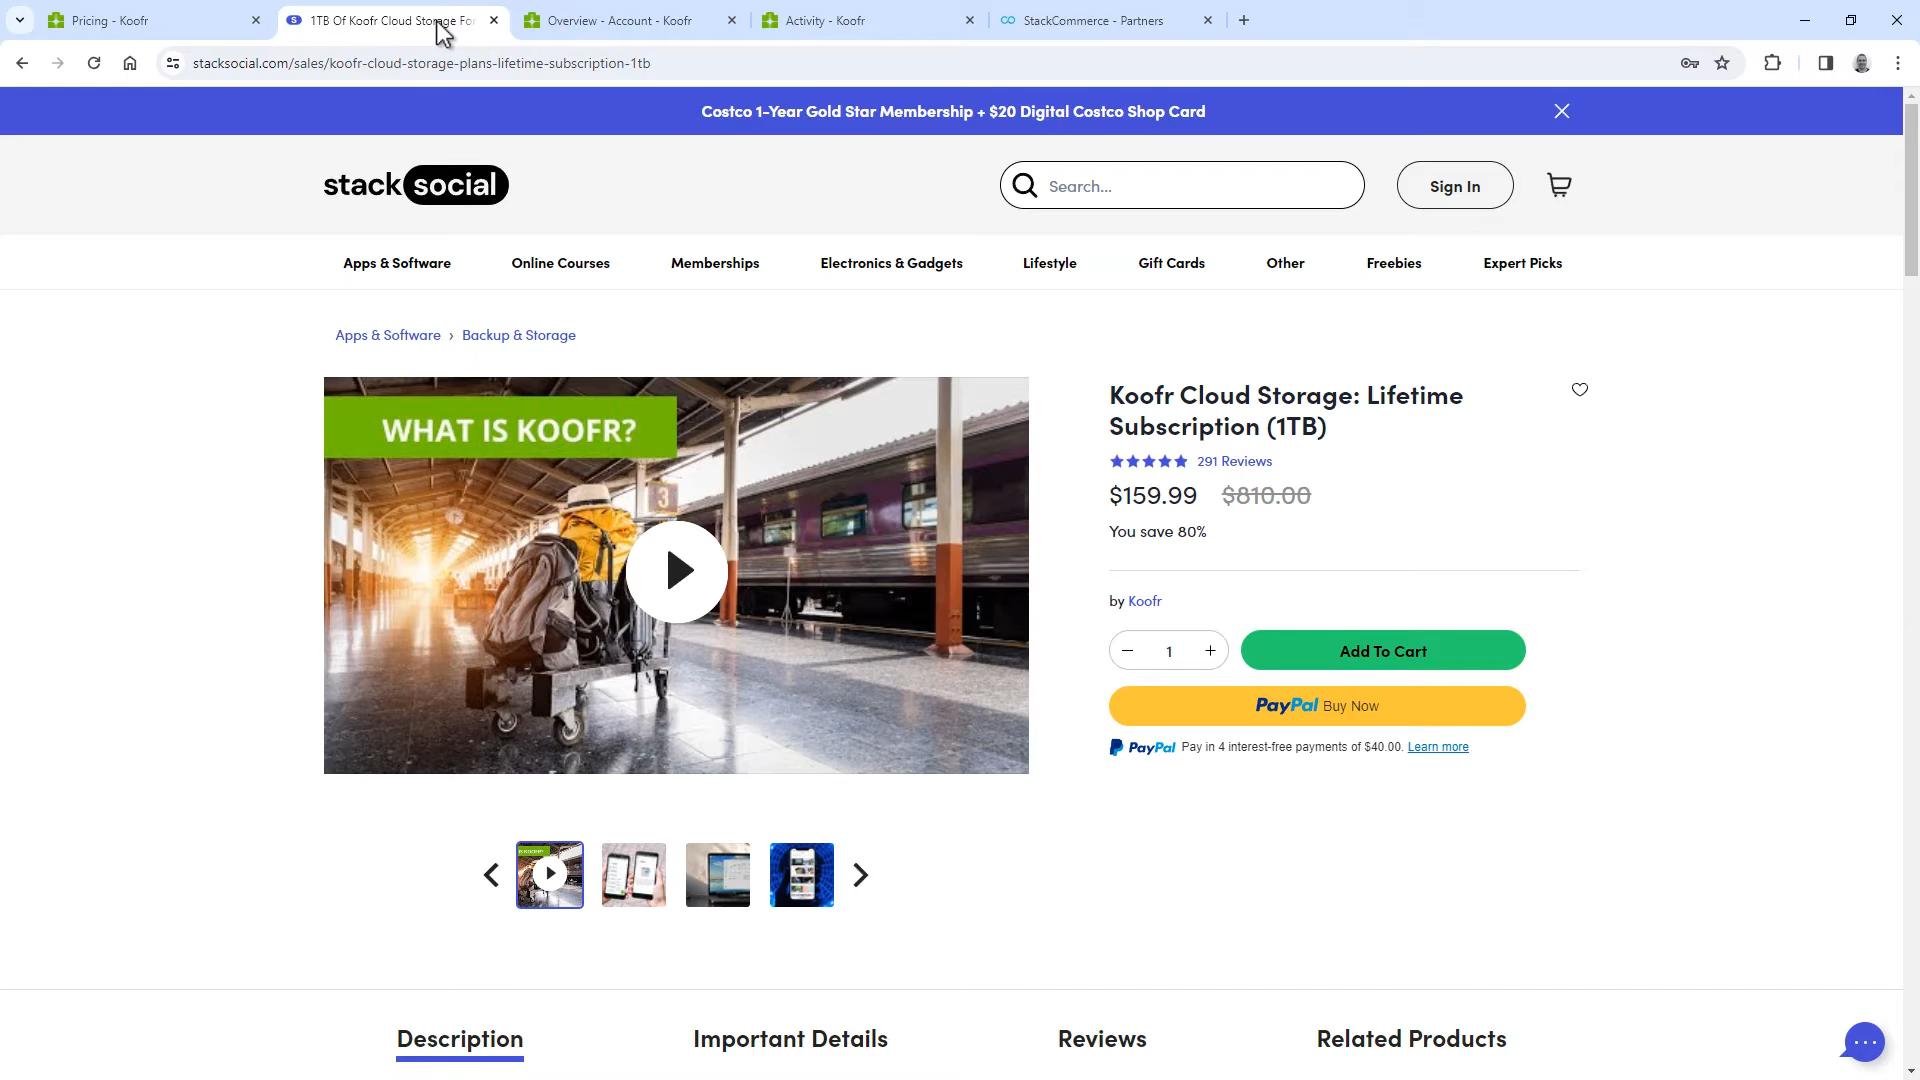 Pricing - Koofr
1TB Of Koofr Cloud Storage For
Overview - Account - Koofr
Activity - Koofr
StackCommerce - Partners
stacksocial.com/sales/koofr-cloud-storage-plans-lifetime-subscription-1tb
Costco 1-Year Gold Star Membership + $20 Digital Costco Shop Card
stack social
Search...
Sign In
Apps & Software
Online Courses
Memberships
Electronics & Gadgets
Lifestyle
Gift Cards
Other
Freebies
Expert Picks
Apps & Software › Backup & Storage
WHAT IS KOOFR?
3
Koofr Cloud Storage: Lifetime
Subscription (1TB)
291 Reviews
$159.99 $810.00
You save 80%
by Koofr
1
Add To Cart
PayPal Buy Now
PayPal Pay in 4 interest-free payments of $40.00. Learn more
Description
Important Details
Reviews
Related Products